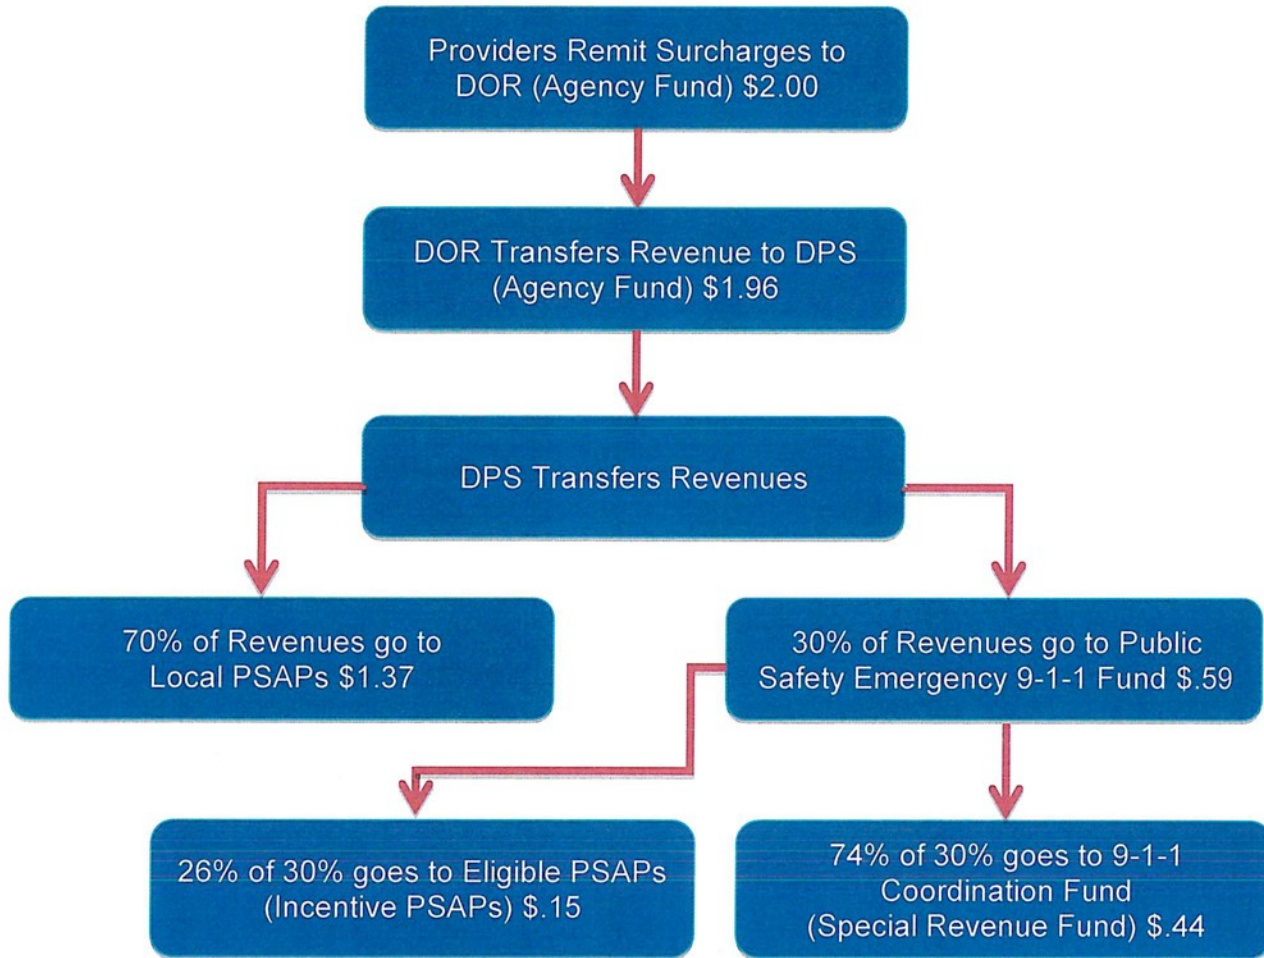 Providers Remit Surcharges to
DOR (Agency Fund) $2.00
DOR Transfers Revenue to DPS
(Agency Fund) $1.96
DPS Transfers Revenues
70% of Revenues go to
Local PSAPs $1.37
30% of Revenues go to Public
Safety Emergency 9-1-1 Fund $.59
26% of 30% goes to Eligible PSAPs
(Incentive PSAPs) $.15
74% of 30% goes to 9-1-1
Coordination Fund
(Special Revenue Fund) $.44